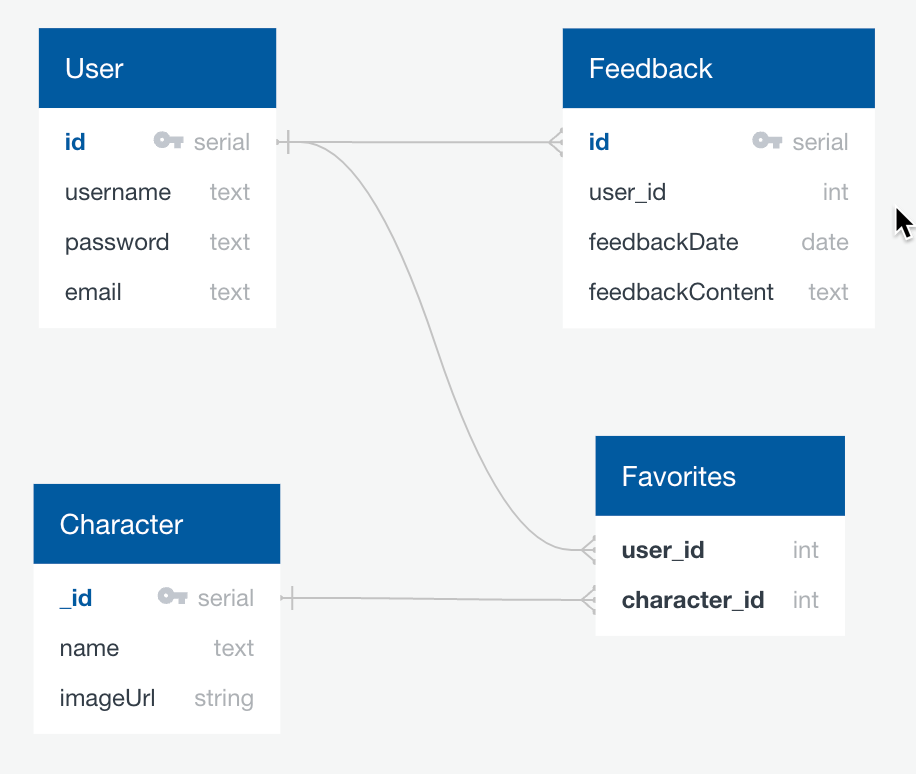 User
id serial
username text
password text
email text
Feedback
id serial
user_id int
feedbackDate date
feedbackContent text
Character
_id serial
name text
imageUrl string
Favorites
user_id int
character_id int